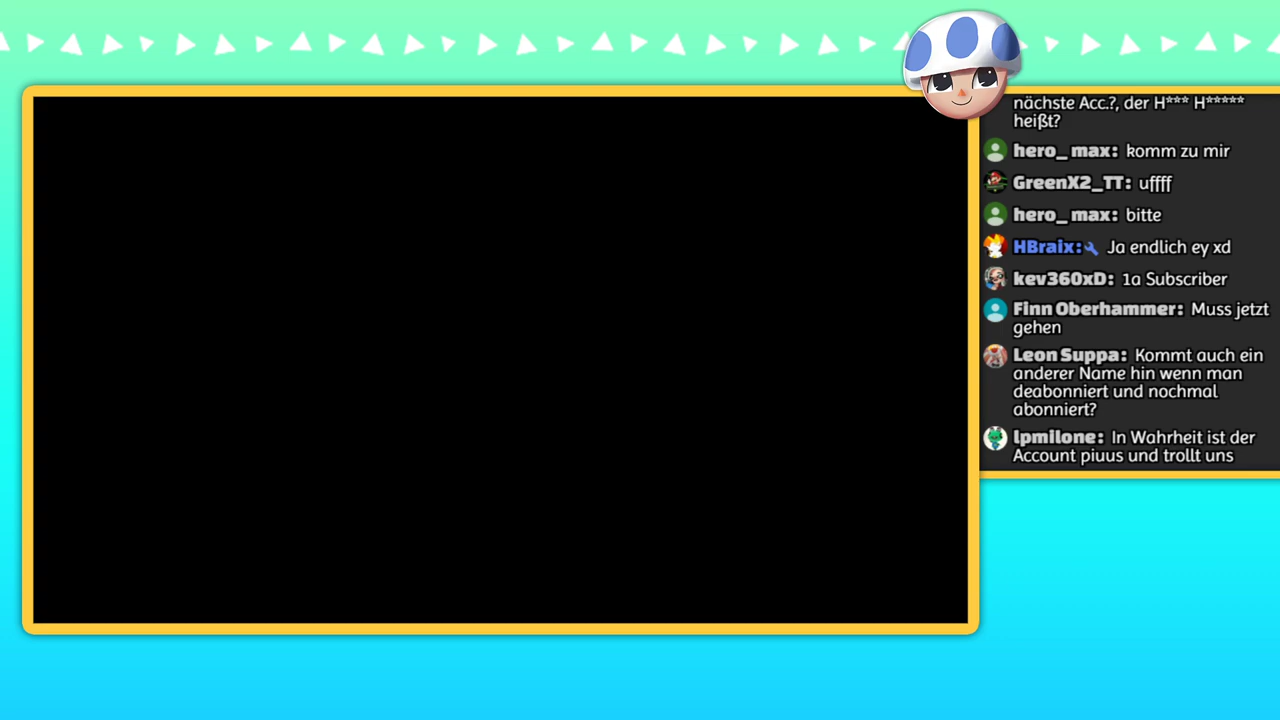 nächste Acc.?, der H*** H*****
heißt?
hero_max: komm zu mir
GreenX2_TT: uffff
hero_max: bitte
HBraix: Ja endlich ey xd
kev360xD: 1a Subscriber
Finn Oberhammer: Muss jetzt
gehen
Leon Suppa: Kommt auch ein
anderer Name hin wenn man
deabonniert und nochmal
abonniert?
lpmilone: In Wahrheit ist der
Account piuus und trollt uns